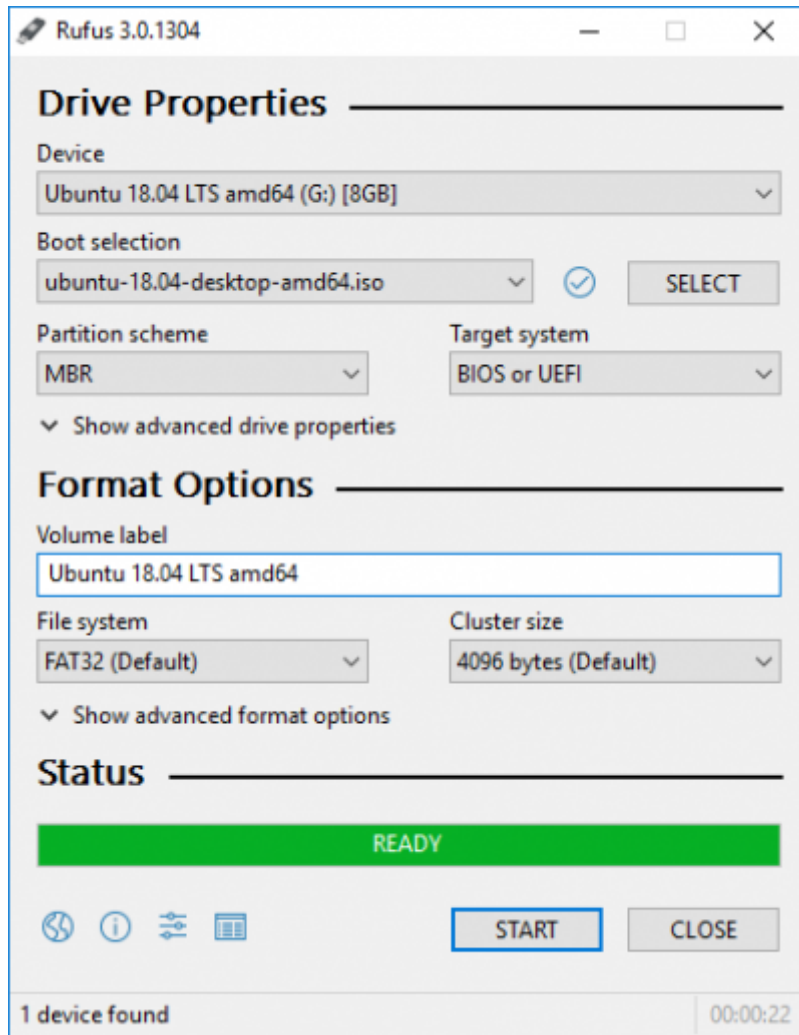 Rufus 3.0.1304
Drive Properties
Device
Ubuntu 18.04 LTS amd64 (G:) [8GB]
Boot selection
ubuntu-18.04-desktop-amd64.iso
SELECT
Partition scheme
Target system
MBR
BIOS or UEFI
Show advanced drive properties
Format Options
Volume label
Ubuntu 18.04 LTS amd64
File system
Cluster size
FAT32 (Default)
4096 bytes (Default)
Show advanced format options
Status
READY
START
CLOSE
1 device found
00:00:22